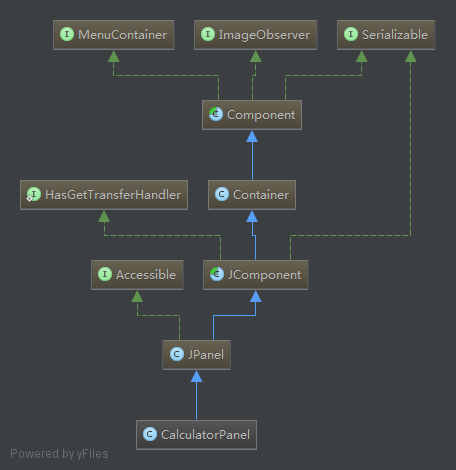 MenuContainer
ImageObserver
Serializable
Component
HasGetTransferHandler
Container
Accessible
JComponent
JPanel
CalculatorPanel
Powered by yFiles